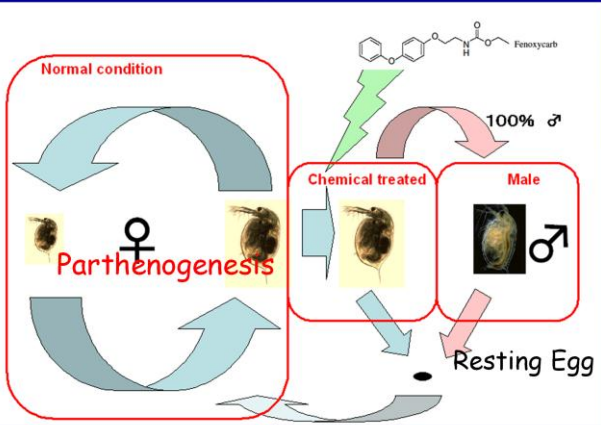 O
O
N
H
O
O
Fenoxycarb
Normal condition
100% ♂
Chemical treated
Male
♀
♂
Parthenogenesis
Resting Egg